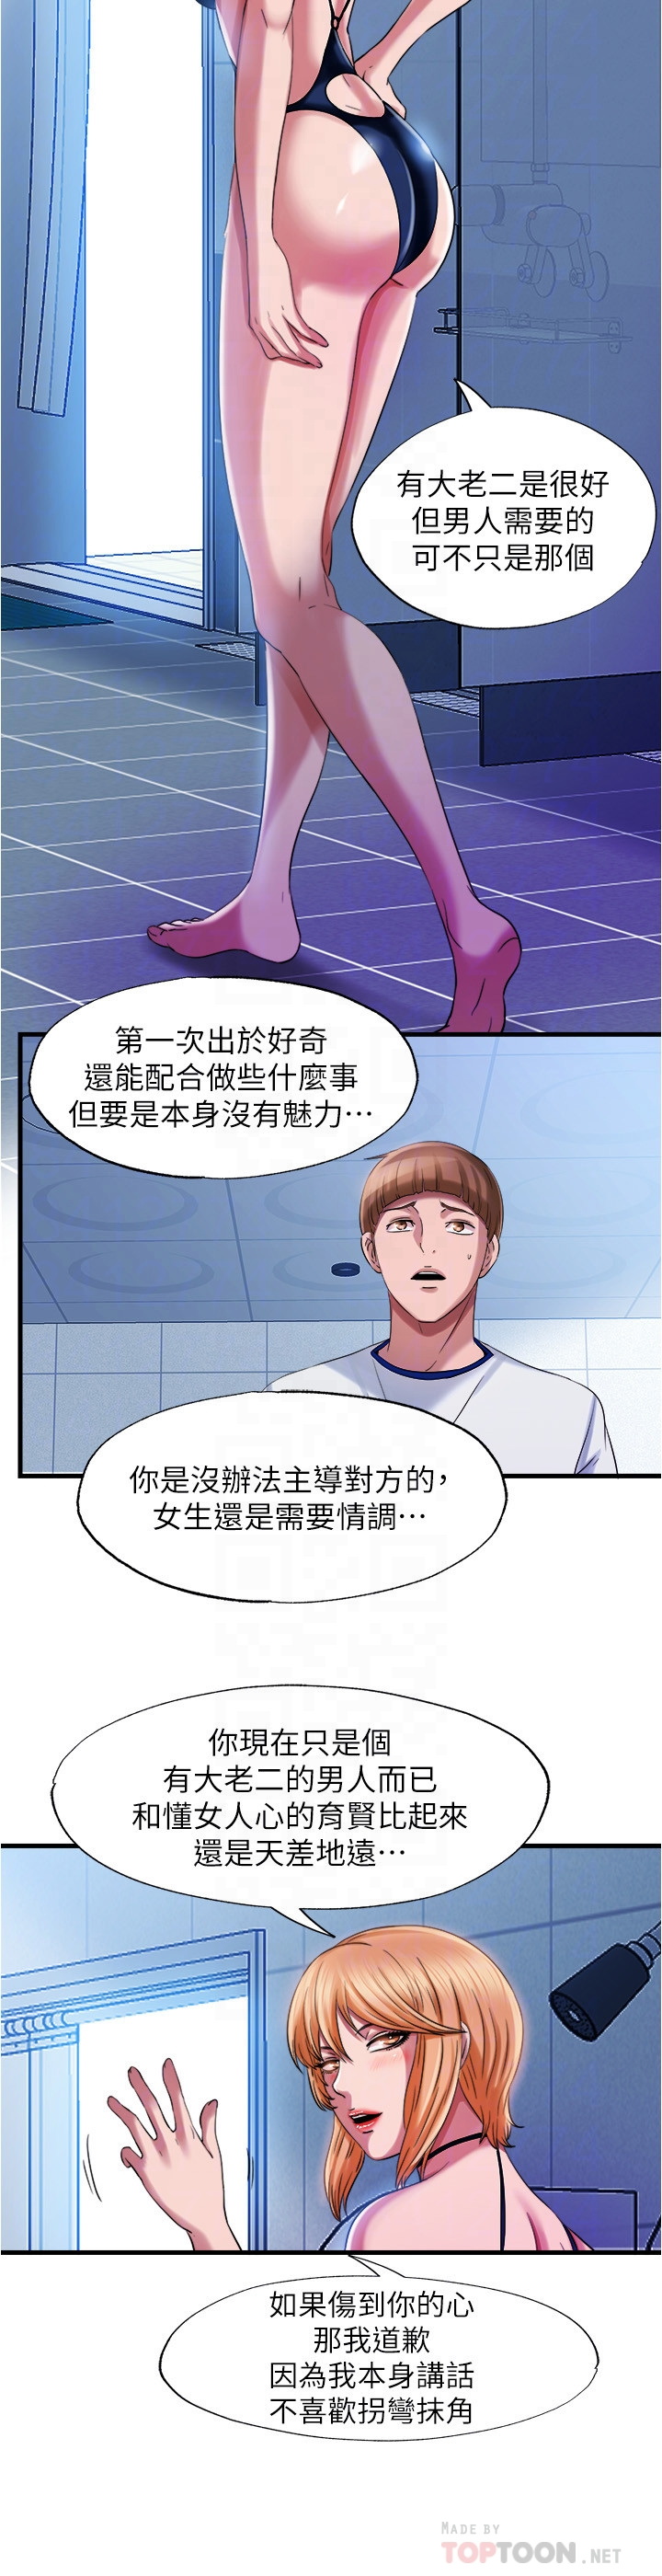 有大老二是很好
但男人需要的
可不只是那個
第一次出於好奇
還能配合做些什麼事
但要是本身沒有魅力…
你是沒辦法主導對方的，
女生還是需要情調…
你現在只是個
有大老二的男人而已
和懂女人心的育賢比起來
還是天差地遠…
如果傷到你的心
那我道歉
因為我本身講話
不喜歡拐彎抹角
MADE BY
TOPTOON.NET